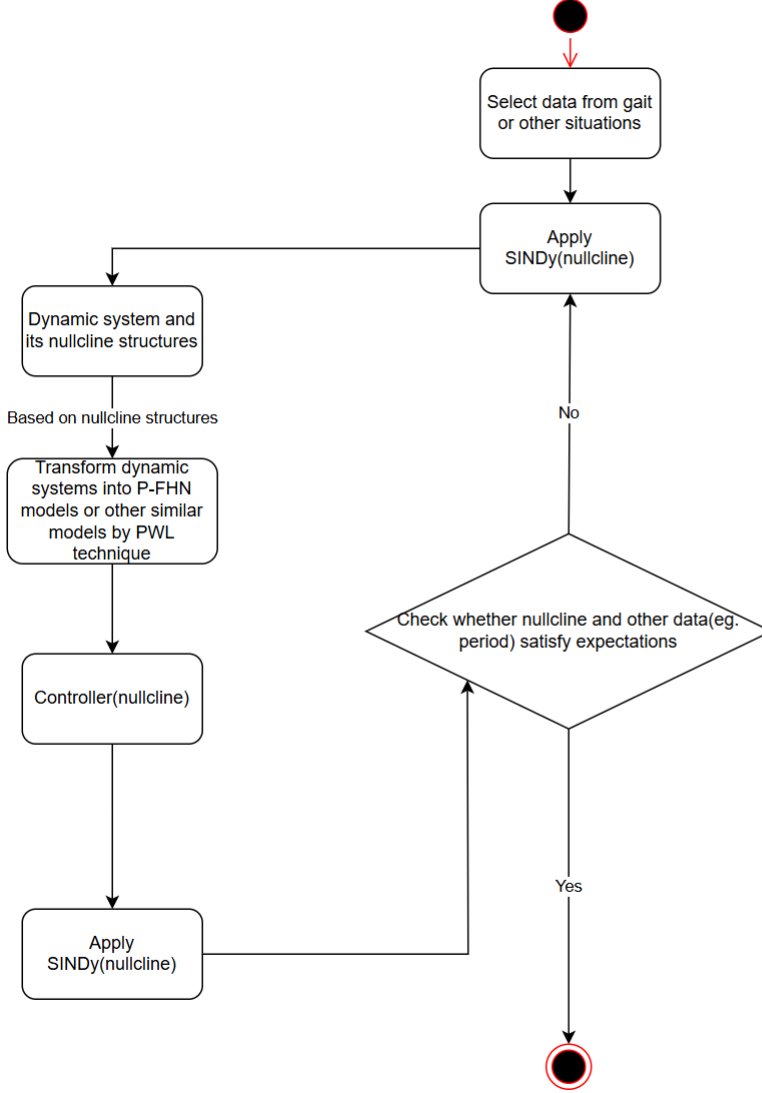 Select data from gait
or other situations
Apply
SINDy(nullcline)
Dynamic system and
its nullcline structures
Based on nullcline structures
Transform dynamic
systems into P-FHN
models or other similar
models by PWL
technique
Controller(nullcline)
Apply
SINDy(nullcline)
Check whether nullcline and other data(eg.
period) satisfy expectations
No
Yes